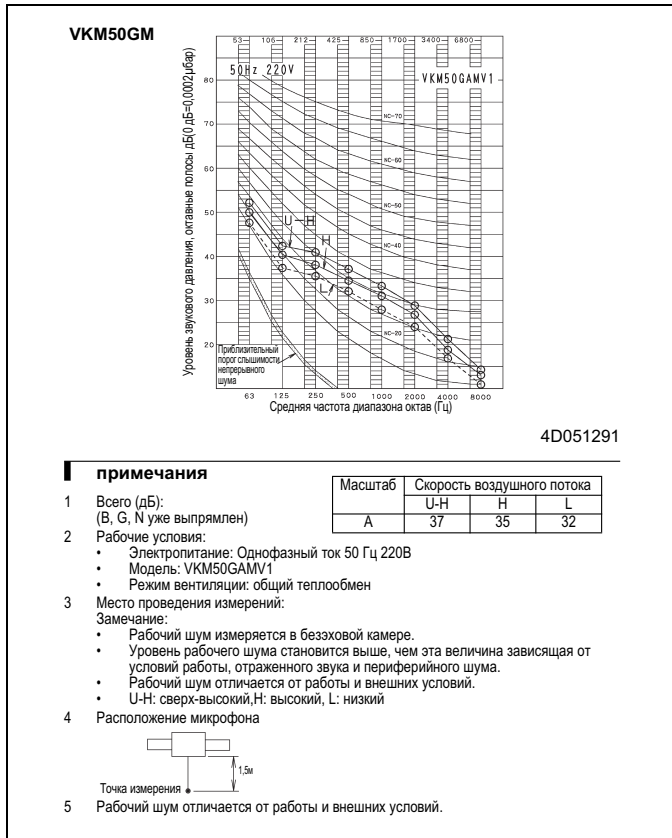 VKM50GM
53 106 212 425 850 1700 3400 6800
50Hz 220V
VKM50GAMV1
Уровень звукового давления, октавные полосы дБ(0 дБ=0,0002µбар)
80
70
60
50
40
30
20
NC-70
NC-60
NC-50
NC-40
NC-20
U-H
H
L
Приблизительный
порог слышимости
непрерывного
шума
63 125 250 500 1000 2000 4000 8000
Средняя частота диапазона октав (Гц)
4D051291
примечания
1 Всего (дБ):
(B, G, N уже выпрямлен)
Масштаб Скорость воздушного потока
U-H H L
A 37 35 32
2 Рабочие условия:
• Электропитание: Однофазный ток 50 Гц 220В
• Модель: VKM50GAMV1
• Режим вентиляции: общий теплообмен
3 Место проведения измерений:
Замечание:
• Рабочий шум измеряется в безэховой камере.
• Уровень рабочего шума становится выше, чем эта величина зависящая от
условий работы, отраженного звука и периферийного шума.
• Рабочий шум отличается от работы и внешних условий.
• U-H: сверх-высокий,H: высокий, L: низкий
4 Расположение микрофона
1,5м
Точка измерения
5 Рабочий шум отличается от работы и внешних условий.